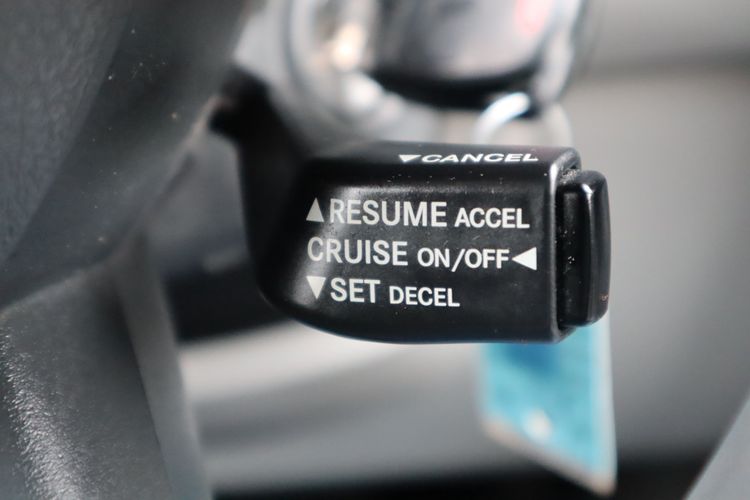 ▼CANCEL
▲RESUME ACCEL
CRUISE ON/OFF◀
▼SET DECEL